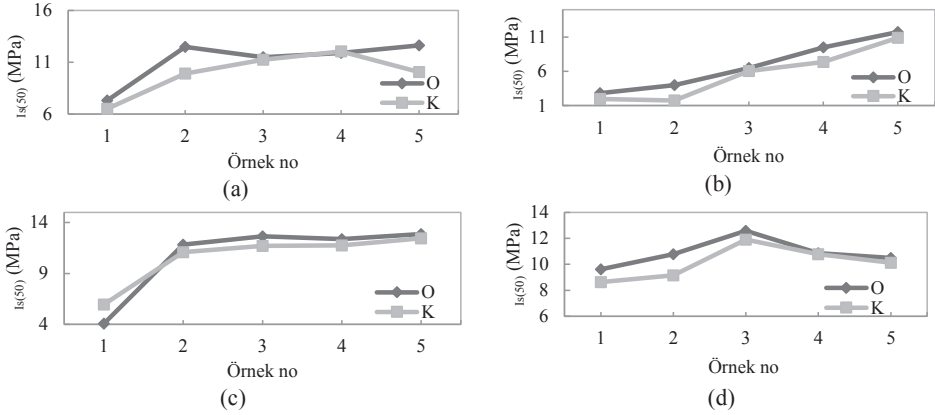 Is(50) (MPa)
16
11
6
O
K
1 2 3 4 5
Örnek no
(a)
Is(50) (MPa)
11
6
1
O
K
1 2 3 4 5
Örnek no
(b)
Is(50) (MPa)
14
9
4
O
K
1 2 3 4 5
Örnek no
(c)
Is(50) (MPa)
14
12
10
8
6
O
K
1 2 3 4 5
Örnek no
(d)